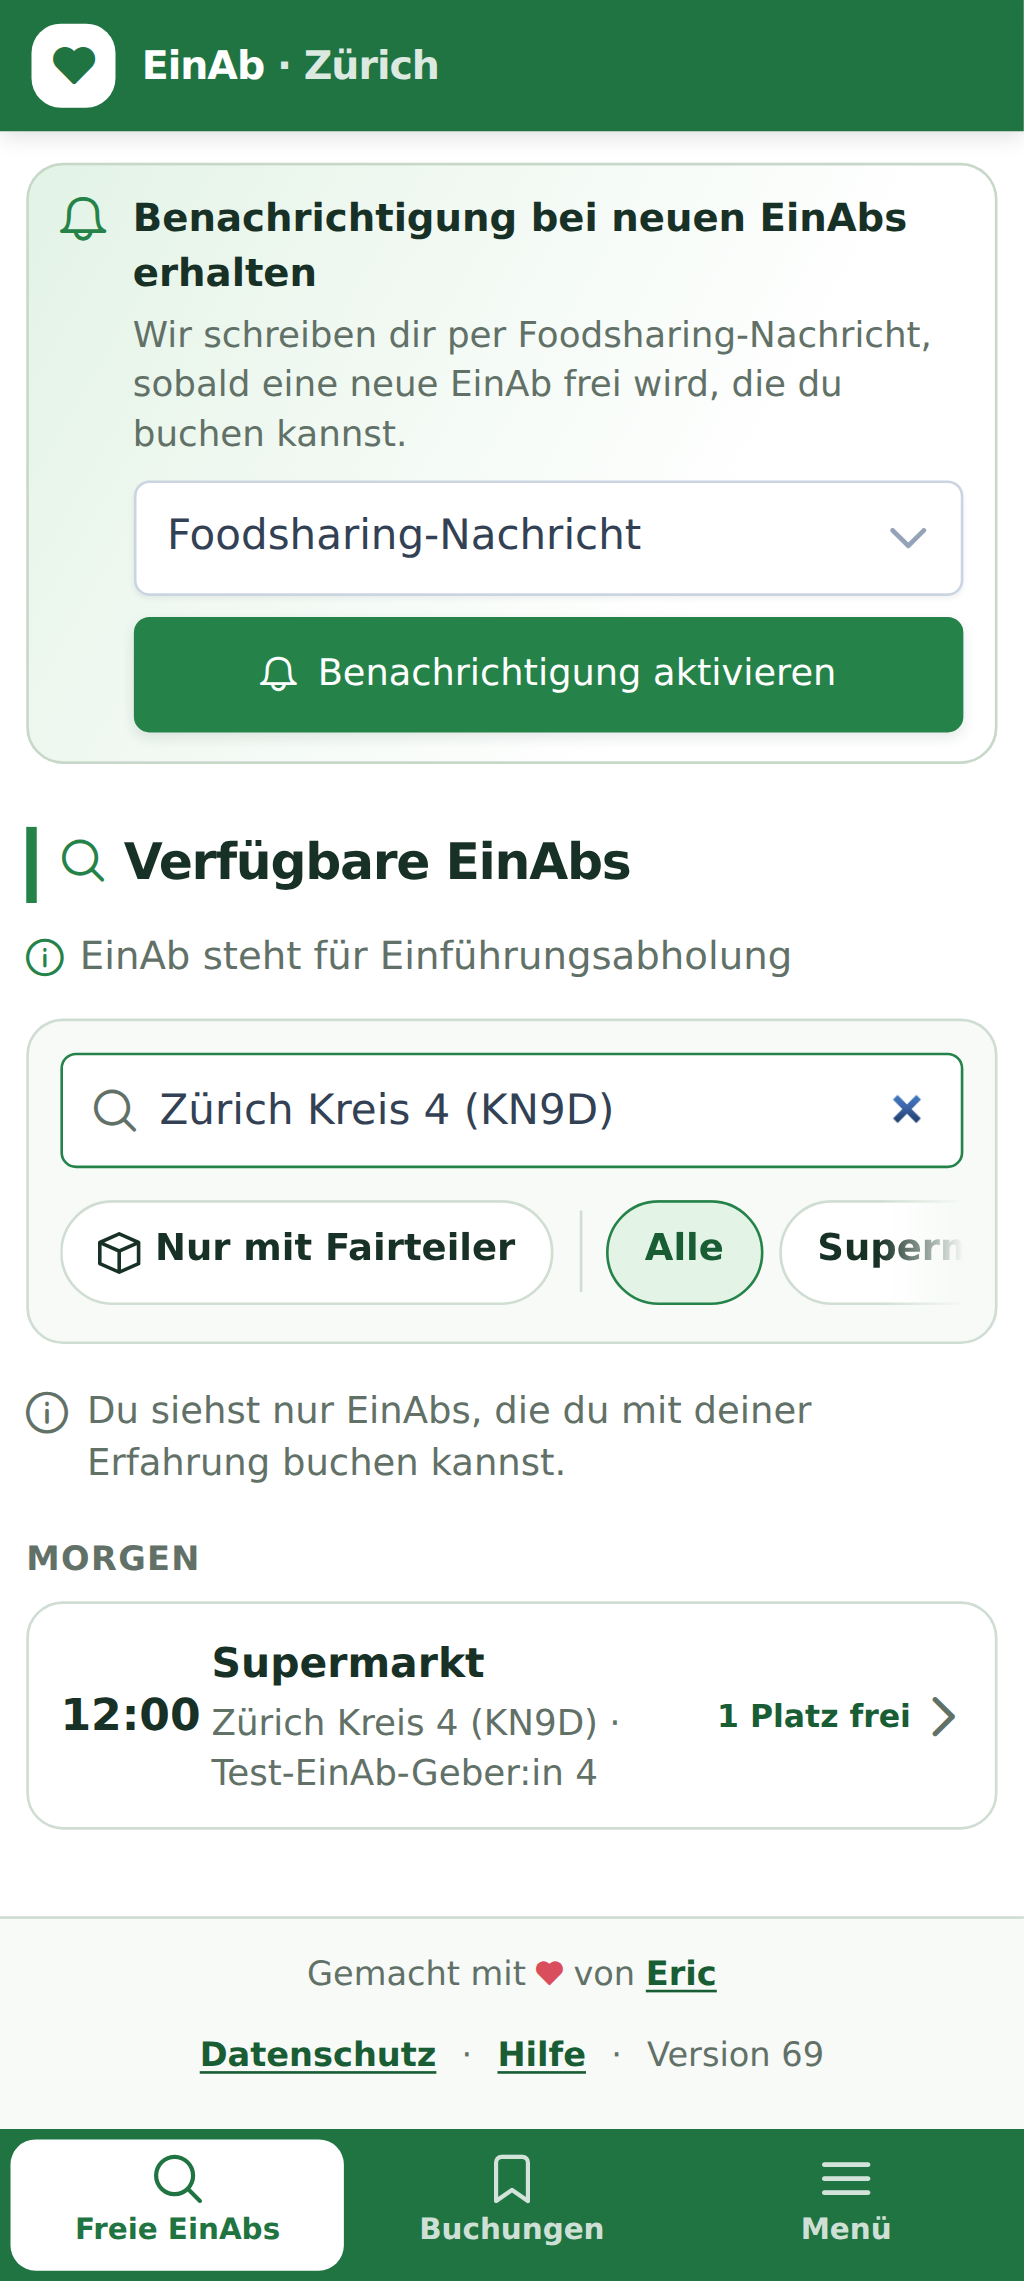 EinAb · Zürich
Benachrichtigung bei neuen EinAbs
erhalten
Wir schreiben dir per Foodsharing-Nachricht,
sobald eine neue EinAb frei wird, die du
buchen kannst.
Foodsharing-Nachricht
Benachrichtigung aktivieren
Verfügbare EinAbs
EinAb steht für Einführungsabholung
Zürich Kreis 4 (KN9D)
Nur mit Fairteiler
Alle
Super
Du siehst nur EinAbs, die du mit deiner
Erfahrung buchen kannst.
MORGEN
Supermarkt
12:00
Zürich Kreis 4 (KN9D) ·
Test-EinAb-Geber:in 4
1 Platz frei
Gemacht mit ❤ von Eric
Datenschutz · Hilfe · Version 69
Freie EinAbs
Buchungen
Menü